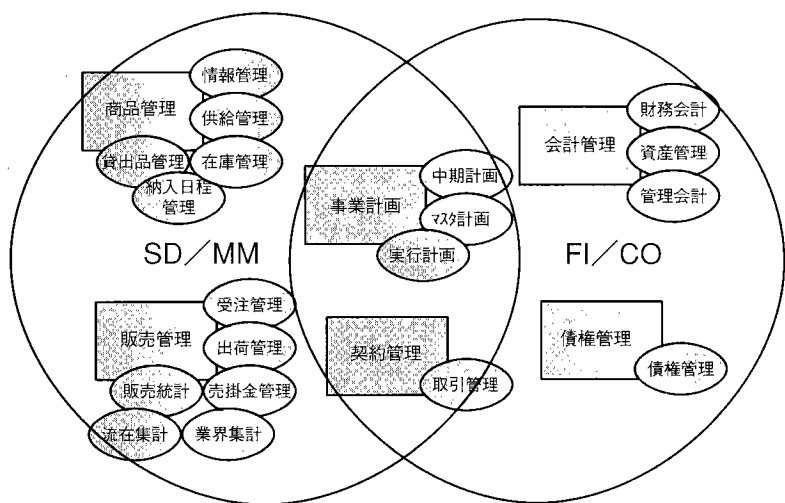 情報管理
商品管理
供給管理
貸出品管理
在庫管理
納入日程
管理
SD／MM
受注管理
販売管理
出荷管理
販売統計
売掛金管理
流在集計
業界集計
中期計画
事業計画
ﾏｽﾀ計画
実行計画
契約管理
取引管理
財務会計
会計管理
資産管理
管理会計
FI／CO
債権管理
債権管理